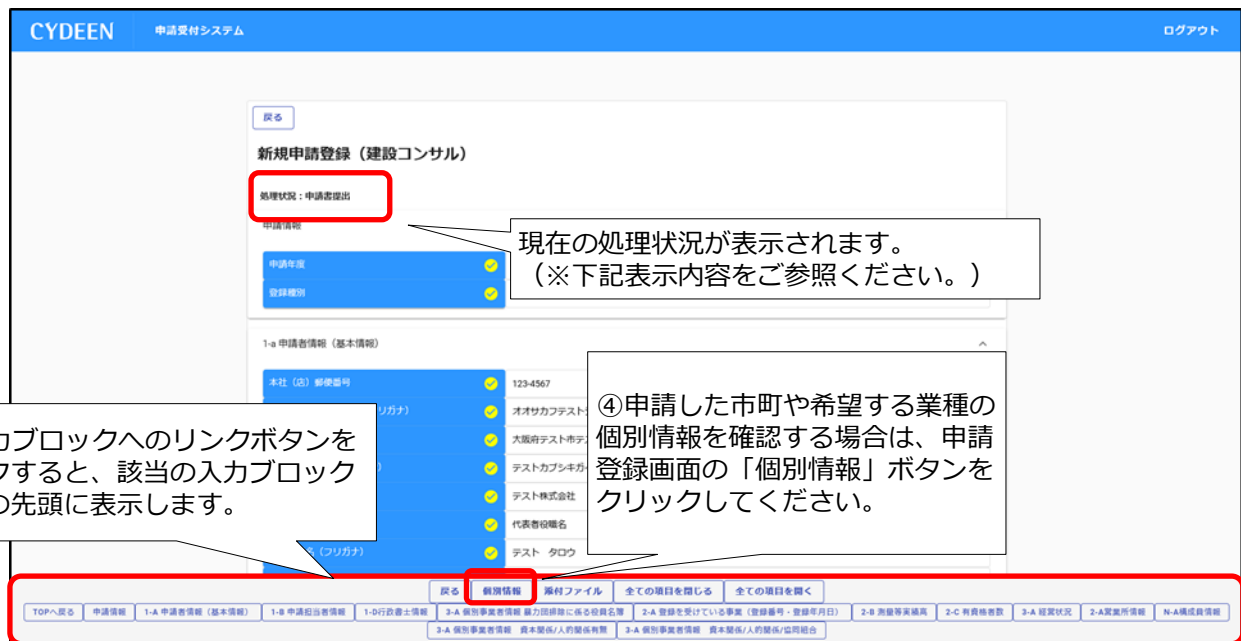 CYDEEN 申請受付システム ログアウト
戻る
新規申請登録（建設コンサル）
処理状況：申請書提出
申請情報
現在の処理状況が表示されます。
（※下記表示内容をご参照ください。）
申請年度
登録種別
1-a 申請者情報（基本情報）
本社（店）郵便番号 123-4567
リガナ） オオサカフテスト
大阪府テスト市テ
テストカブシキガ
テスト株式会社
代表者役職名
（フリガナ） テスト タロウ
④申請した市町や希望する業種の
個別情報を確認する場合は、申請
登録画面の「個別情報」ボタンを
クリックしてください。
力ブロックへのリンクボタンを
クすると、該当の入力ブロック
の先頭に表示します。
戻る 個別情報 添付ファイル 全ての項目を閉じる 全ての項目を開く
TOPへ戻る 申請情報 1-A 申請者情報（基本情報） 1-B 申請担当者情報 1-D行政書士情報 3-A 個別事業者情報 暴力団排除に係る役員名簿 2-A 登録を受けている事業（登録番号・登録年月日） 2-B 測量等実績高 2-C 有資格者数 3-A 経営状況 2-A営業所情報 N-A構成員情報
3-A 個別事業者情報 資本関係/人的関係有無 3-A 個別事業者情報 資本関係/人的関係/協同組合